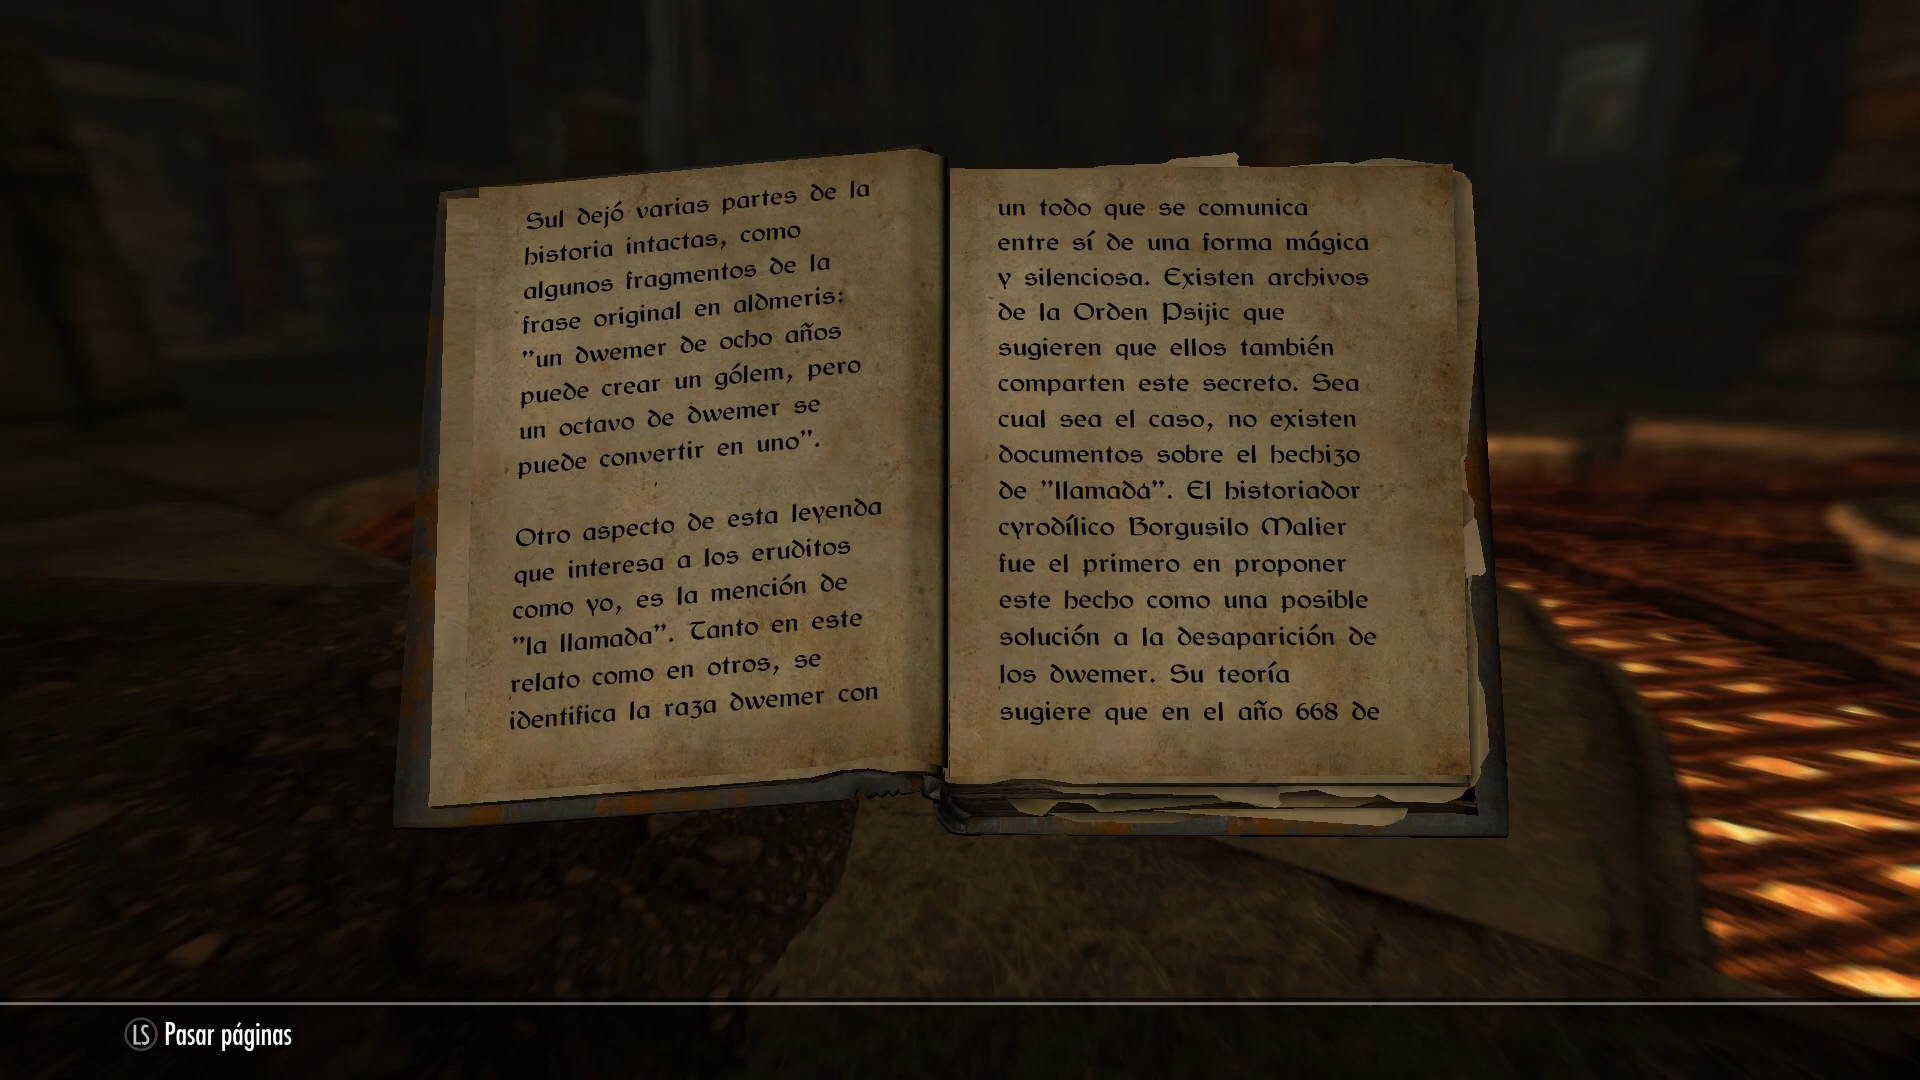 Sul dejó varias partes de la
historia intactas, como
algunos fragmentos de la
frase original en aldmeris:
"un dwemer de ocho años
puede crear un gólem, pero
un octavo de dwemer se
puede convertir en uno".
Otro aspecto de esta leyenda
que interesa a los eruditos
como yo, es la mención de
"la llamada". Tanto en este
relato como en otros, se
identifica la raza dwemer con
un todo que se comunica
entre sí de una forma mágica
y silenciosa. Existen archivos
de la Orden Psijic que
sugieren que ellos también
comparten este secreto. Sea
cual sea el caso, no existen
documentos sobre el hechizo
de "llamada". El historiador
cyrodílico Borgusilo Malier
fue el primero en proponer
este hecho como una posible
solución a la desaparición de
los dwemer. Su teoría
sugiere que en el año 668 de
LS Pasar páginas